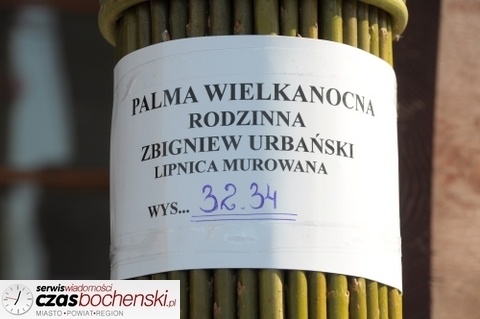 PALMA WIELKANOCNA
RODZINNA
ZBIGNIEW URBAŃSKI
LIPNICA MUROWANA
WYS... 32.34
serwiswiadomości
czasbochenski.pl
MIASTO • POWIAT • REGION